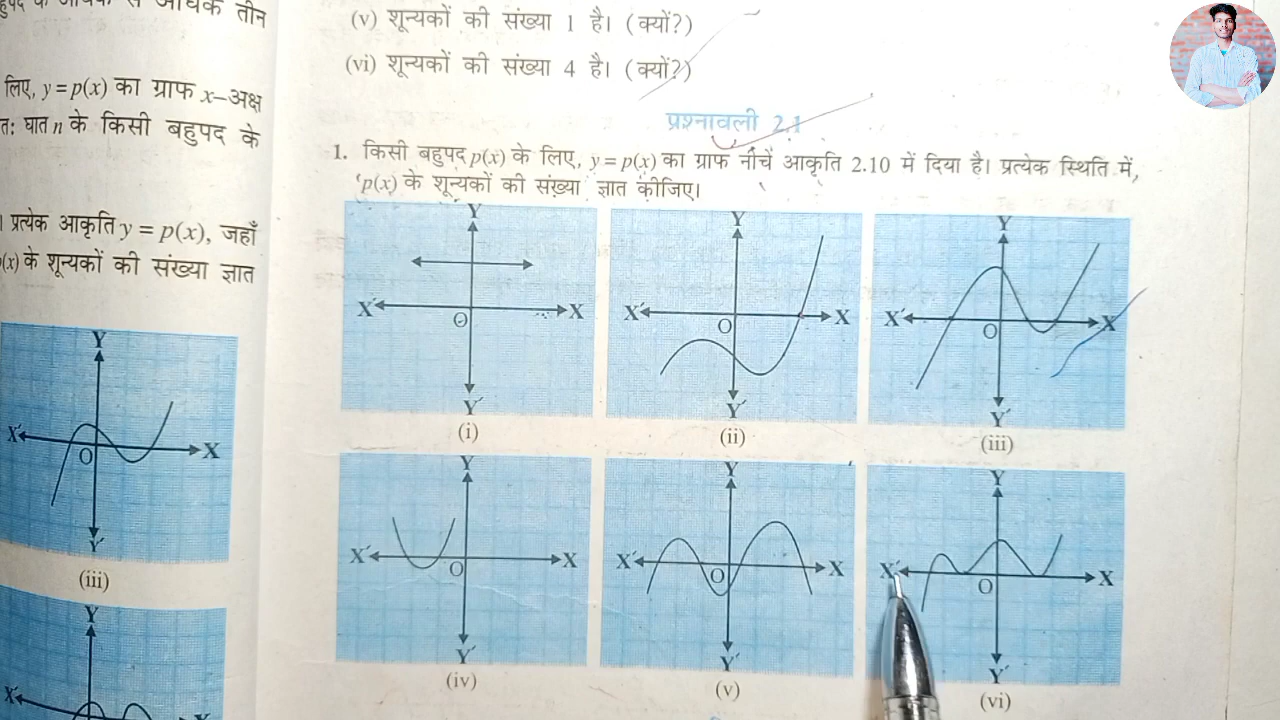 लिए, y = p(x) का ग्राफ x–अक्ष
त: घात n के किसी बहुपद के
। प्रत्येक आकृति y = p(x), जहाँ
(x) के शून्यकों की संख्या ज्ञात
Y
X′ O X
Y′
(iii)
Y
X′ X
(v) शून्यकों की संख्या 1 है। (क्यों?)
(vi) शून्यकों की संख्या 4 है। (क्यों?)
प्रश्नावली 2.1
1. किसी बहुपद p(x) के लिए, y = p(x) का ग्राफ नीचे आकृति 2.10 में दिया है। प्रत्येक स्थिति में,
p(x) के शून्यकों की संख्या ज्ञात कीजिए।
Y Y Y
X′ O X X′ O X X′ O X
Y′ Y′ Y′
(i) (ii) (iii)
Y Y Y
X′ O X X′ O X X′ O X
Y′ Y′ Y′
(iv) (v) (vi)